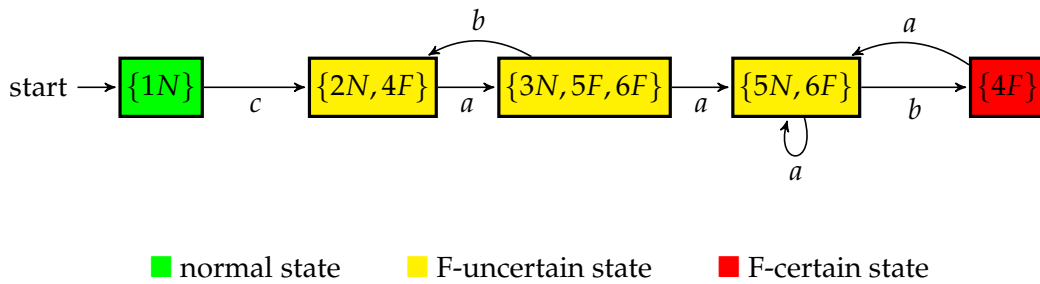 b
a
start {1N} c {2N, 4F} a {3N, 5F, 6F} a {5N, 6F} b {4F}
a
normal state F-uncertain state F-certain state